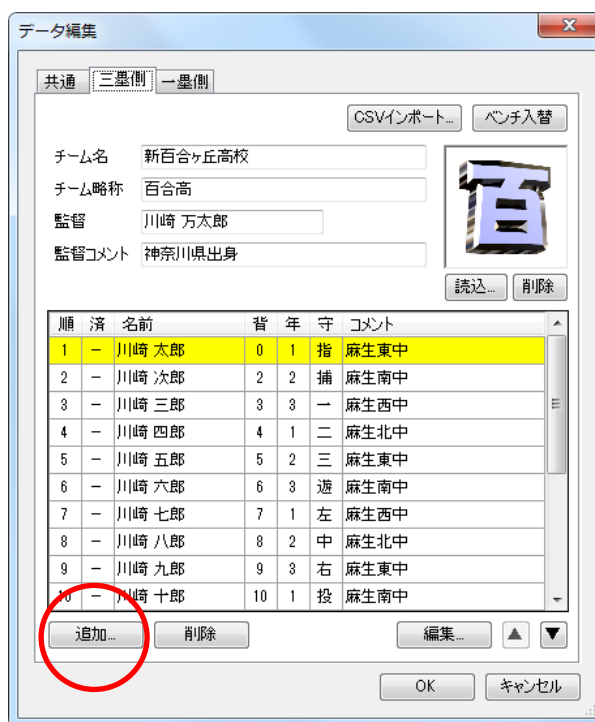 データ編集
共通 三塁側 一塁側
CSVインポート... ベンチ入替
チーム名 新百合ヶ丘高校
チーム略称 百合高
監督 川崎 万太郎
監督コメント 神奈川県出身
百
読込... 削除
順 済 名前 背 年 守 コメント
1 － 川崎 太郎 0 1 指 麻生東中
2 － 川崎 次郎 2 2 捕 麻生南中
3 － 川崎 三郎 3 3 一 麻生西中
4 － 川崎 四郎 4 1 二 麻生北中
5 － 川崎 五郎 5 2 三 麻生東中
6 － 川崎 六郎 6 3 遊 麻生南中
7 － 川崎 七郎 7 1 左 麻生西中
8 － 川崎 八郎 8 2 中 麻生北中
9 － 川崎 九郎 9 3 右 麻生東中
10 － 川崎 十郎 10 1 投 麻生南中
追加... 削除 編集... ▲ ▼
OK キャンセル